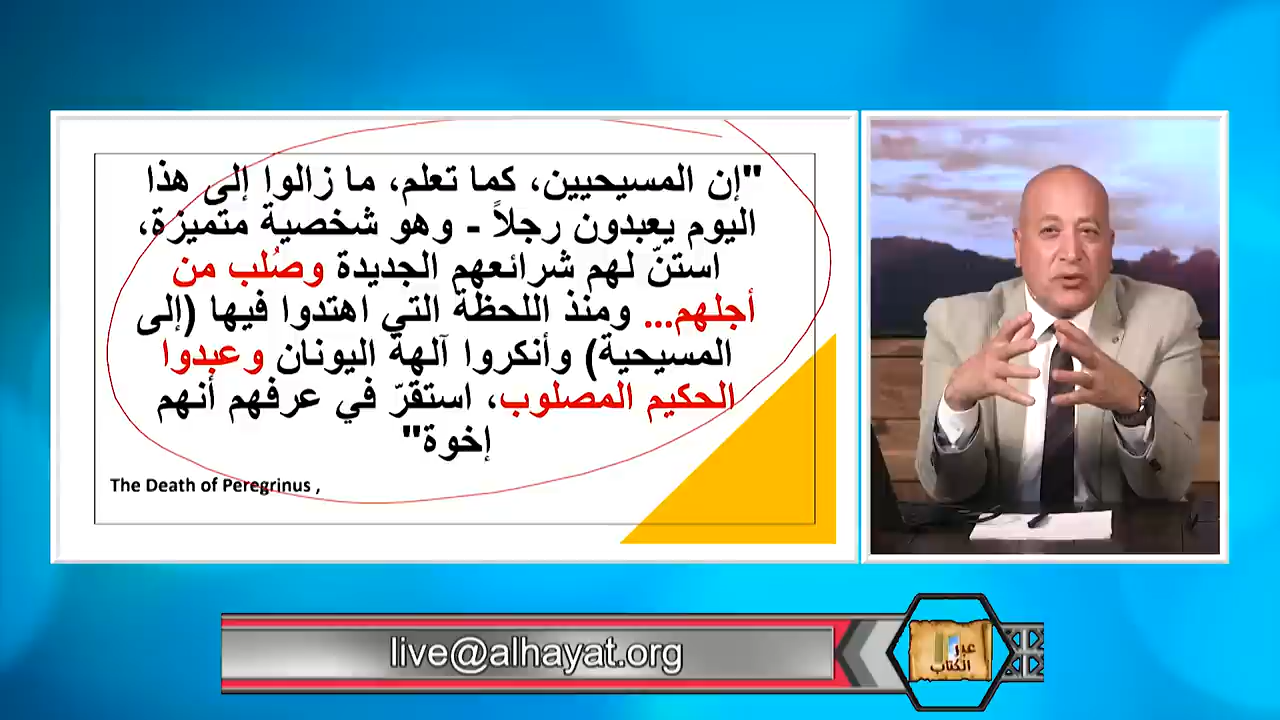 "إن المسيحيين، كما تعلم، ما زالوا إلى هذا
اليوم يعبدون رجلاً - وهو شخصية متميزة،
استنّ لهم شرائعهم الجديدة وصُلب من
أجلهم... ومنذ اللحظة التي اهتدوا فيها (إلى
المسيحية) وأنكروا آلهة اليونان وعبدوا
الحكيم المصلوب، استقرّ في عرفهم أنهم
إخوة"
The Death of Peregrinus ,
live@alhayat.org
عبر
الكتاب